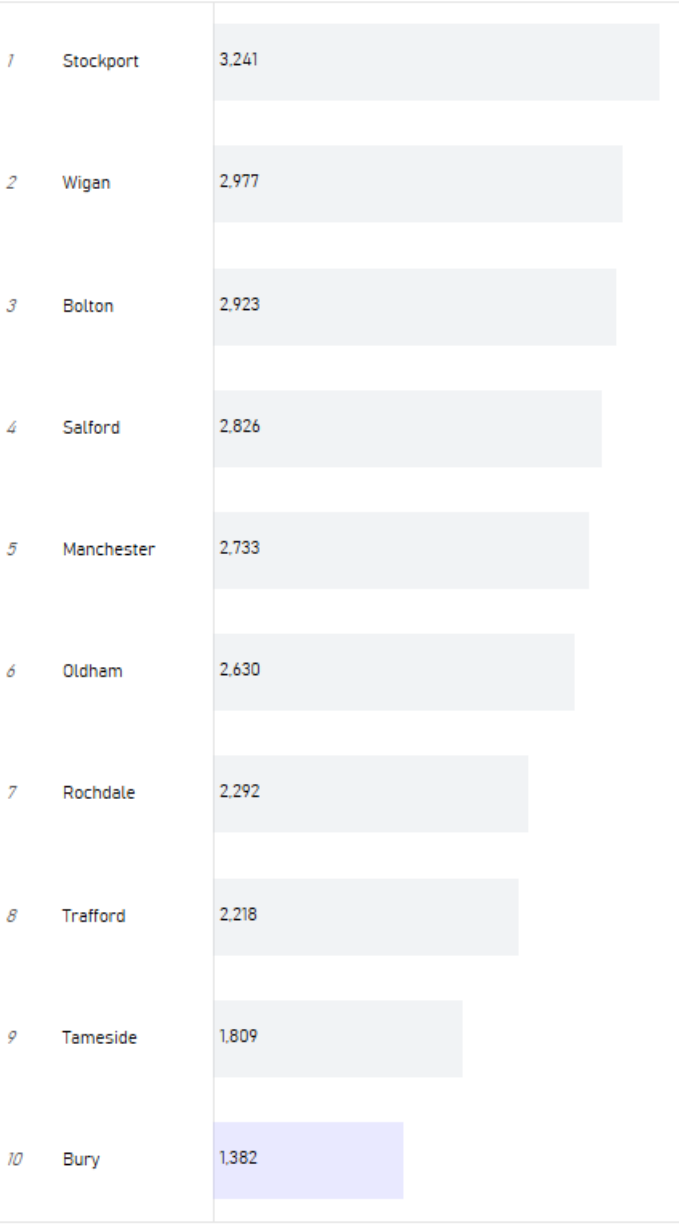 1 Stockport 3,241
2 Wigan 2,977
3 Bolton 2,923
4 Salford 2,826
5 Manchester 2,733
6 Oldham 2,630
7 Rochdale 2,292
8 Trafford 2,218
9 Tameside 1,809
10 Bury 1,382